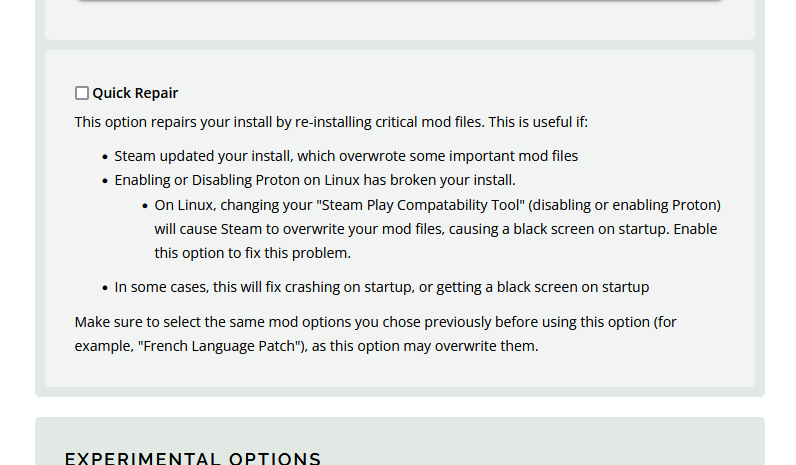 Quick Repair
This option repairs your install by re-installing critical mod files. This is useful if:
• Steam updated your install, which overwrote some important mod files
• Enabling or Disabling Proton on Linux has broken your install.
• On Linux, changing your "Steam Play Compatability Tool" (disabling or enabling Proton)
will cause Steam to overwrite your mod files, causing a black screen on startup. Enable
this option to fix this problem.
• In some cases, this will fix crashing on startup, or getting a black screen on startup
Make sure to select the same mod options you chose previously before using this option (for
example, "French Language Patch"), as this option may overwrite them.
EXPERIMENTAL OPTIONS